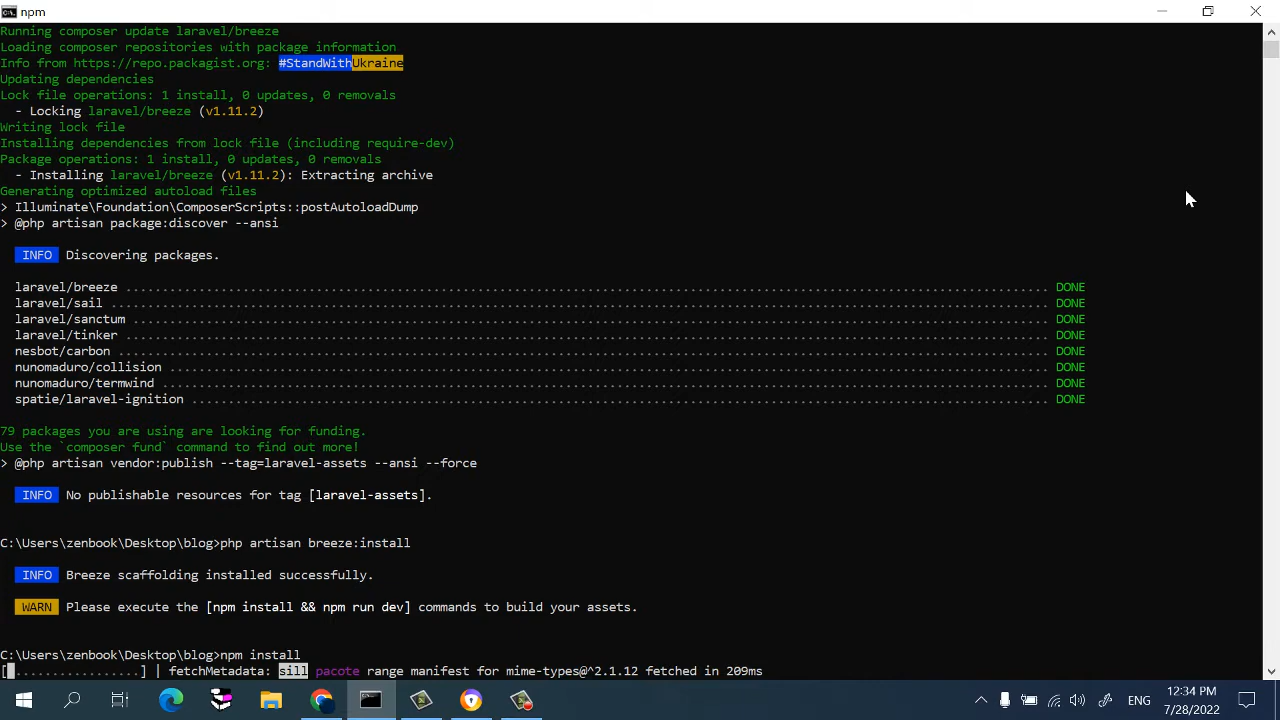 npm
Running composer update laravel/breeze
Loading composer repositories with package information
Info from https://repo.packagist.org: #StandWithUkraine
Updating dependencies
Lock file operations: 1 install, 0 updates, 0 removals
- Locking laravel/breeze (v1.11.2)
Writing lock file
Installing dependencies from lock file (including require-dev)
Package operations: 1 install, 0 updates, 0 removals
- Installing laravel/breeze (v1.11.2): Extracting archive
Generating optimized autoload files
> Illuminate\Foundation\ComposerScripts::postAutoloadDump
> @php artisan package:discover --ansi
INFO Discovering packages.
laravel/breeze ........................................................................ DONE
laravel/sail ........................................................................ DONE
laravel/sanctum ........................................................................ DONE
laravel/tinker ........................................................................ DONE
nesbot/carbon ........................................................................ DONE
nunomaduro/collision ........................................................................ DONE
nunomaduro/termwind ........................................................................ DONE
spatie/laravel-ignition ........................................................................ DONE
79 packages you are using are looking for funding.
Use the `composer fund` command to find out more!
> @php artisan vendor:publish --tag=laravel-assets --ansi --force
INFO No publishable resources for tag [laravel-assets].
C:\Users\zenbook\Desktop\blog>php artisan breeze:install
INFO Breeze scaffolding installed successfully.
WARN Please execute the [npm install && npm run dev] commands to build your assets.
C:\Users\zenbook\Desktop\blog>npm install
[ .................] | fetchMetadata: sill pacote range manifest for mime-types@^2.1.12 fetched in 209ms
ENG
12:34 PM
7/28/2022